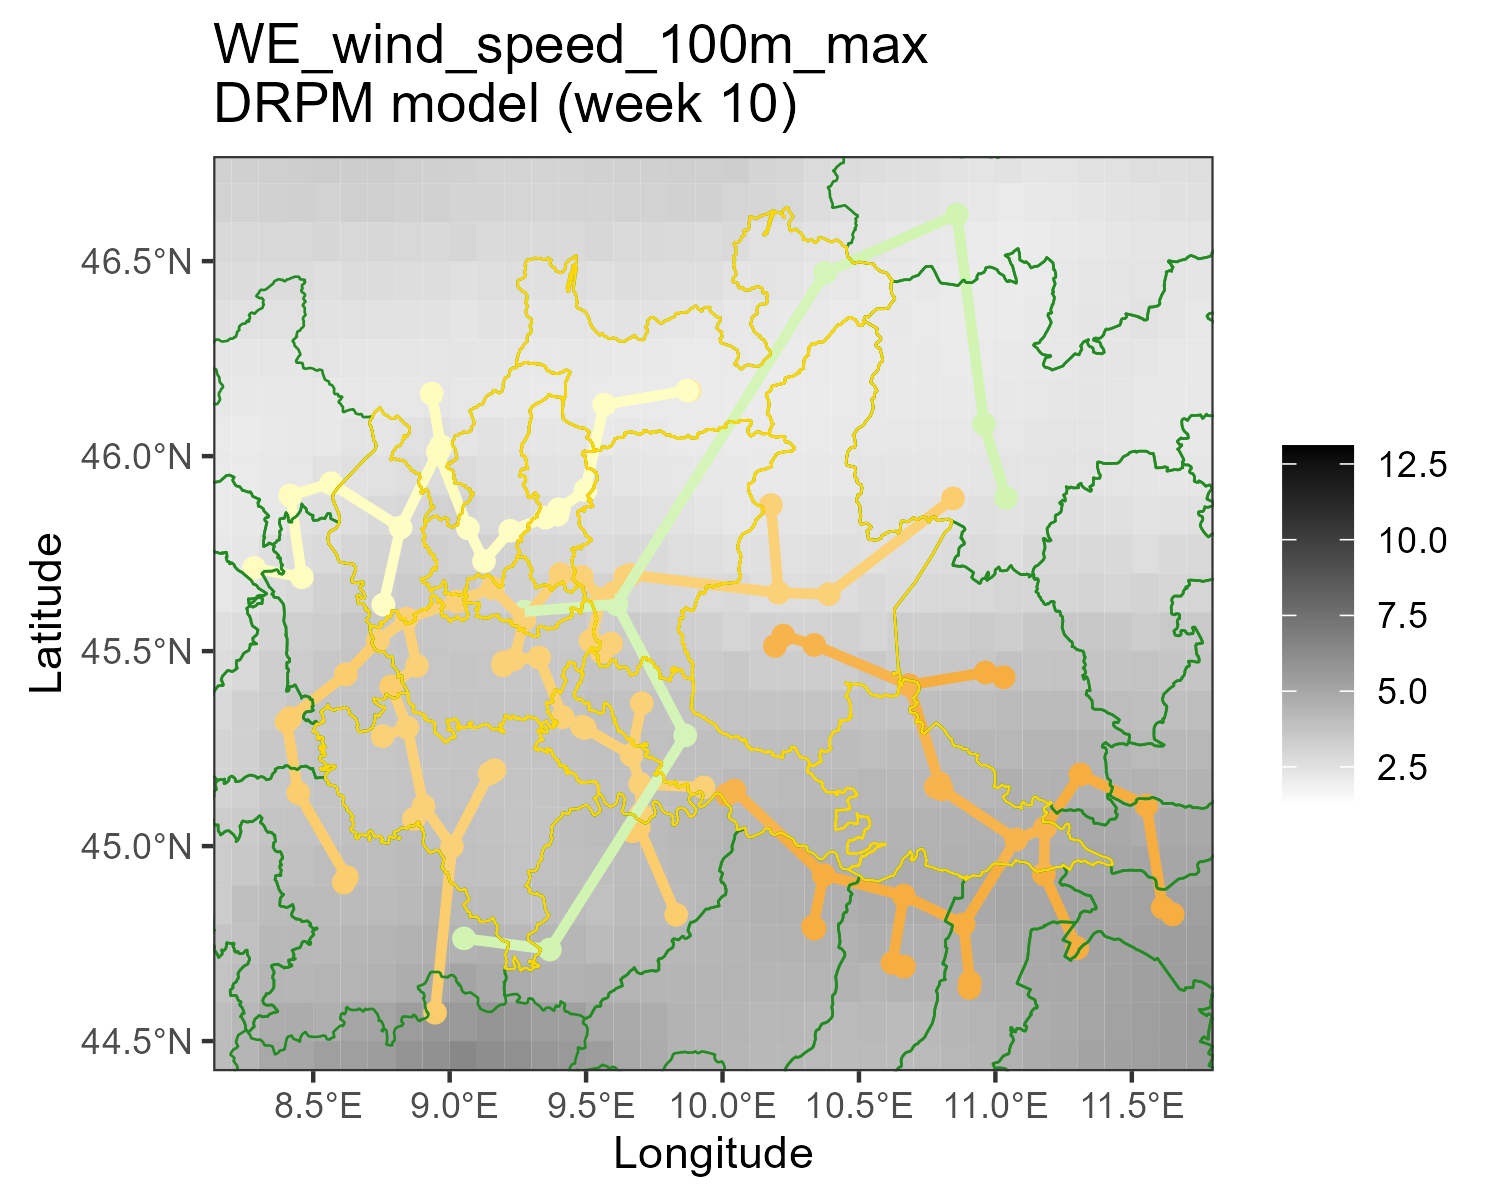 WE_wind_speed_100m_max
DRPM model (week 10)
46.5°N
46.0°N
45.5°N
45.0°N
44.5°N
Latitude
8.5°E 9.0°E 9.5°E 10.0°E 10.5°E 11.0°E 11.5°E
Longitude
12.5
10.0
7.5
5.0
2.5